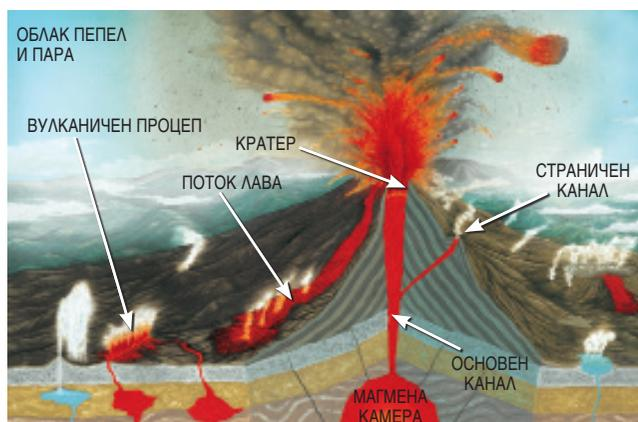 ОБЛАК ПЕПЕЛ
И ПАРА
ВУЛКАНИЧЕН ПРОЦЕП
КРАТЕР
ПОТОК ЛАВА
СТРАНИЧЕН
КАНАЛ
ОСНОВЕН
КАНАЛ
МАГМЕНА
КАМЕРА